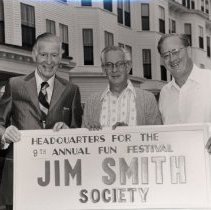 HEADQUARTERS FOR THE
9TH ANNUAL FUN FESTIVAL
JIM SMITH
SOCIETY